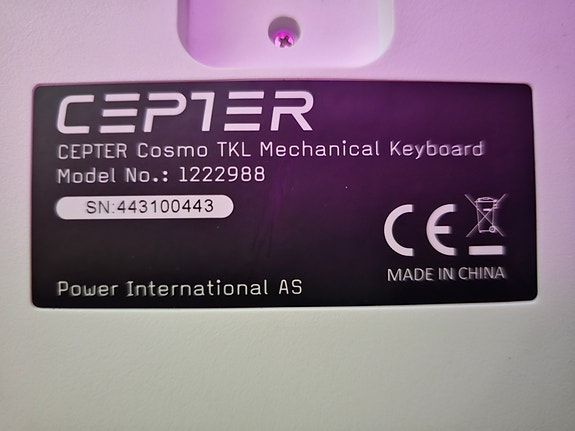 CEPTER
CEPTER Cosmo TKL Mechanical Keyboard
Model No.: 1222988
SN:443100443
CE
MADE IN CHINA
Power International AS